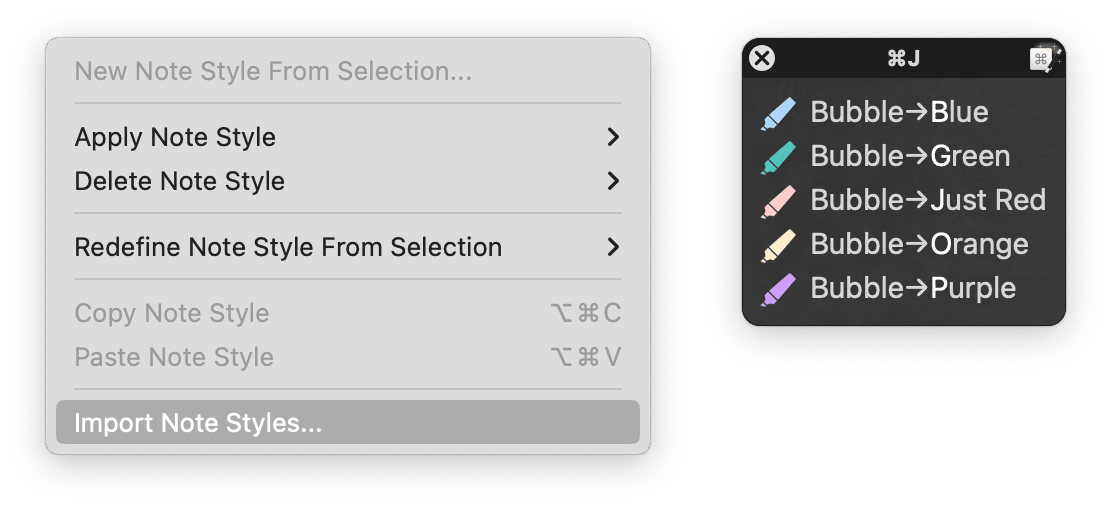 New Note Style From Selection...
Apply Note Style
Delete Note Style
Redefine Note Style From Selection
Copy Note Style ⌥⌘C
Paste Note Style ⌥⌘V
Import Note Styles...
⌘J
⌘
Bubble→Blue
Bubble→Green
Bubble→Just Red
Bubble→Orange
Bubble→Purple